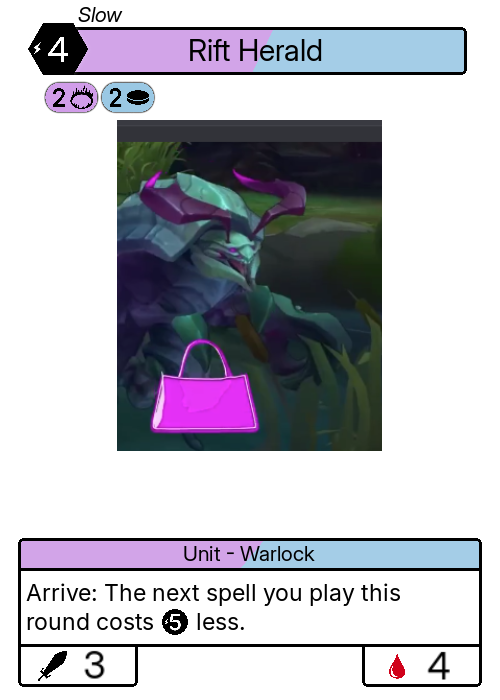 Slow
4
Rift Herald
2 2
Unit - Warlock
Arrive: The next spell you play this
round costs 5 less.
3
4